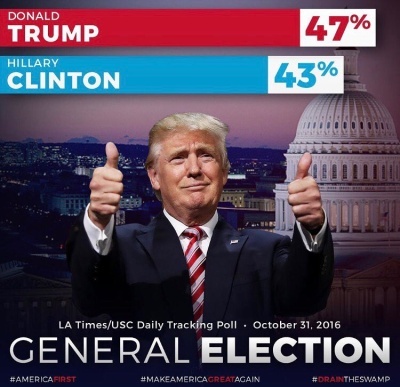 DONALD
TRUMP
47%
HILLARY
CLINTON
43%
LA Times/USC Daily Tracking Poll • October 31, 2016
GENERAL ELECTION
#AMERICAFIRST #MAKEAMERICAGREATAGAIN #DRAINTHESWAMP